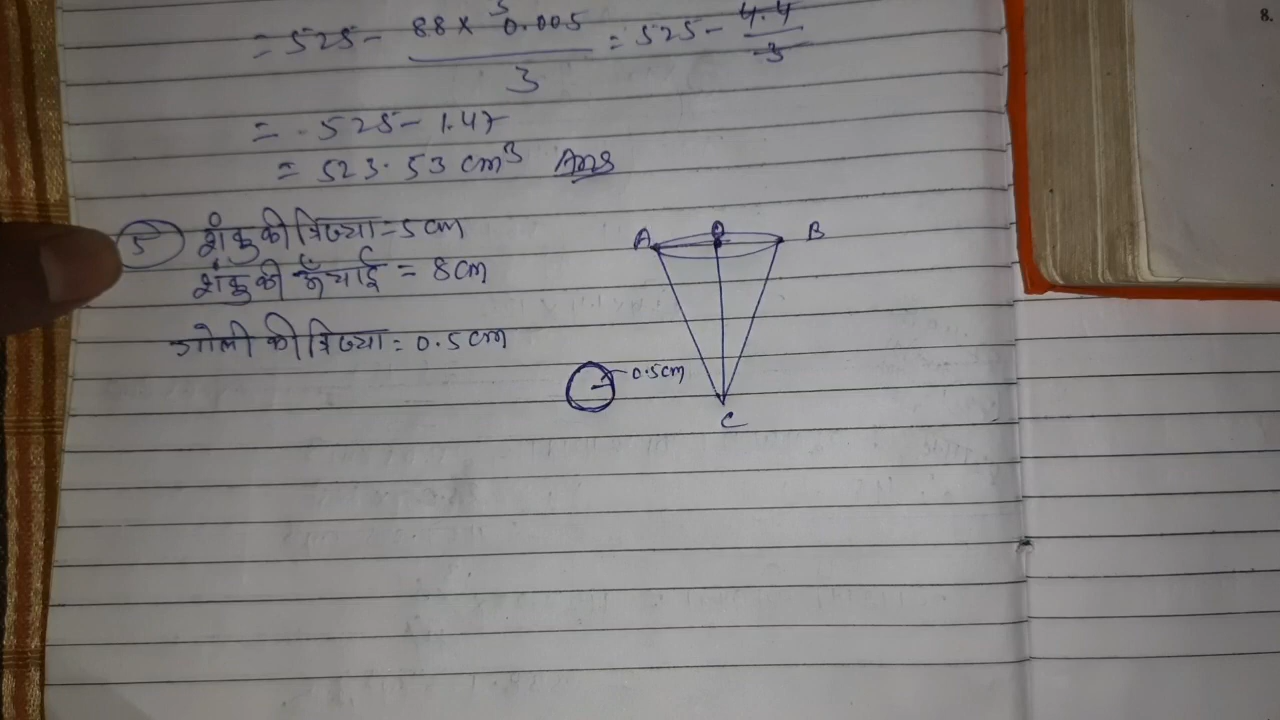 = 525 - 88 x 0.005 / 3 = 525 - 4.4 / 3
5
= 525 - 1.47
= 523.53 cm³ Ans
5 शंकु की त्रिज्या = 5 cm
शंकु की ऊँचाई = 8 cm
गोली की त्रिज्या = 0.5 cm
A O B
0.5cm
C
8.